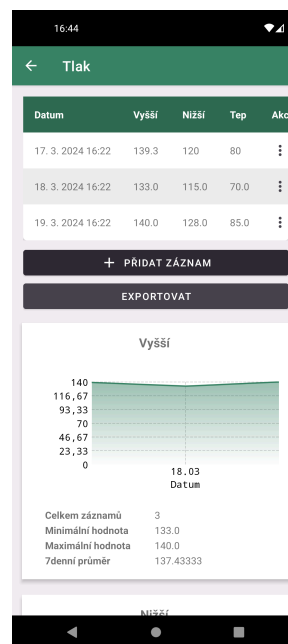 16:44
Tlak
Datum Vyšší Nižší Tep Akc
17. 3. 2024 16:22 139.3 120 80
18. 3. 2024 16:22 133.0 115.0 70.0
19. 3. 2024 16:22 140.0 128.0 85.0
+ PŘIDAT ZÁZNAM
EXPORTOVAT
Vyšší
140
116,67
93,33
70
46,67
23,33
0
18.03
Datum
Celkem záznamů 3
Minimální hodnota 133.0
Maximální hodnota 140.0
7denní průměr 137.43333
Nižší